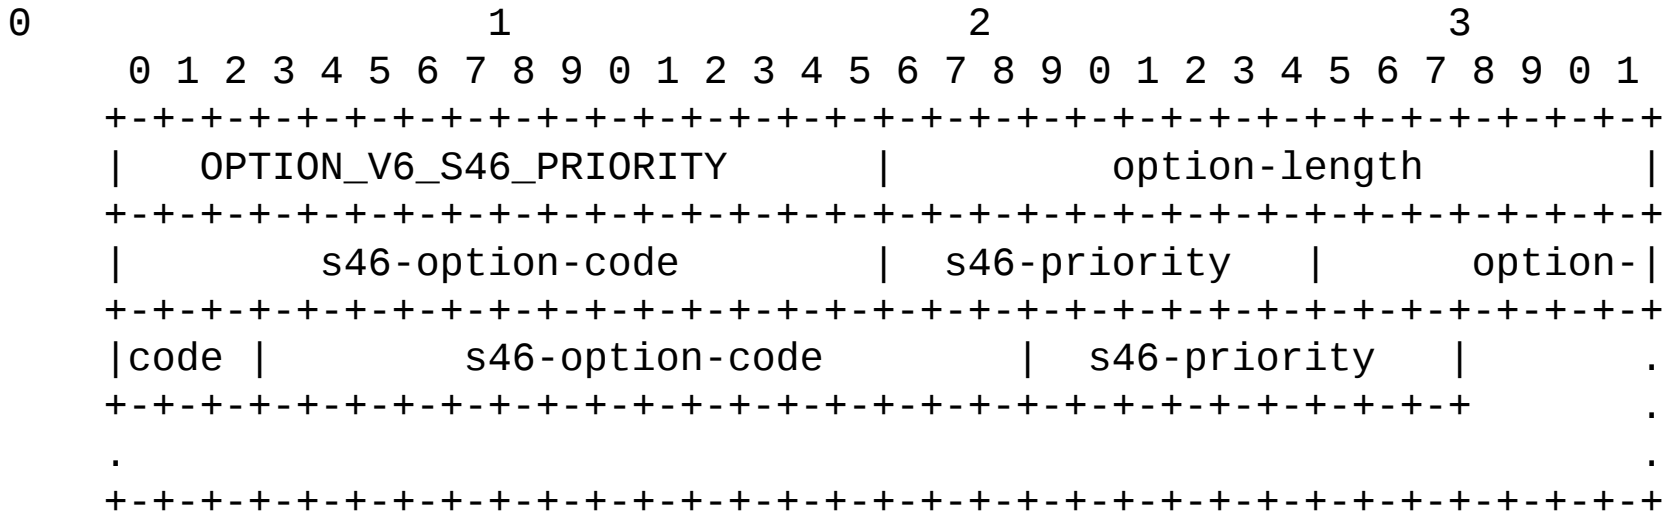 0                   1                   2                   3
     0 1 2 3 4 5 6 7 8 9 0 1 2 3 4 5 6 7 8 9 0 1 2 3 4 5 6 7 8 9 0 1
    +-+-+-+-+-+-+-+-+-+-+-+-+-+-+-+-+-+-+-+-+-+-+-+-+-+-+-+-+-+-+-+-+
    |   OPTION_V6_S46_PRIORITY      |         option-length         |
    +-+-+-+-+-+-+-+-+-+-+-+-+-+-+-+-+-+-+-+-+-+-+-+-+-+-+-+-+-+-+-+-+
    |        s46-option-code        |  s46-priority   |      option-|
    +-+-+-+-+-+-+-+-+-+-+-+-+-+-+-+-+-+-+-+-+-+-+-+-+-+-+-+-+-+-+-+-+
    |code |        s46-option-code        |  s46-priority   |       .
    +-+-+-+-+-+-+-+-+-+-+-+-+-+-+-+-+-+-+-+-+-+-+-+-+-+-+-+-+       .
    .                                                               .
    +-+-+-+-+-+-+-+-+-+-+-+-+-+-+-+-+-+-+-+-+-+-+-+-+-+-+-+-+-+-+-+-+